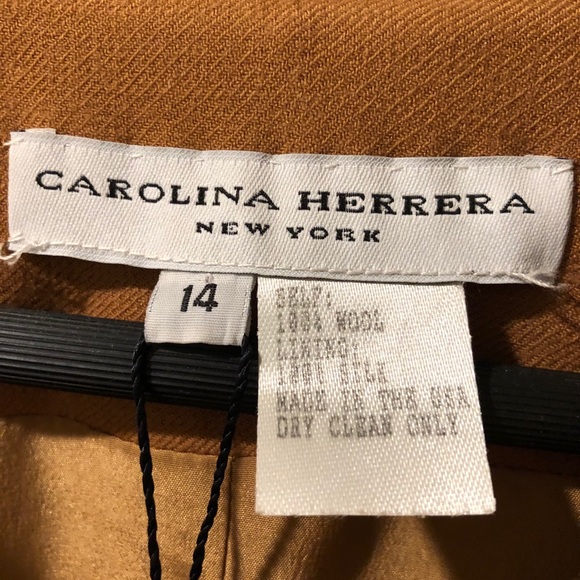 CAROLINA HERRERA
NEW YORK
14
SELF:
100% WOOL
LINING:
100% SILK
MADE IN THE USA
DRY CLEAN ONLY